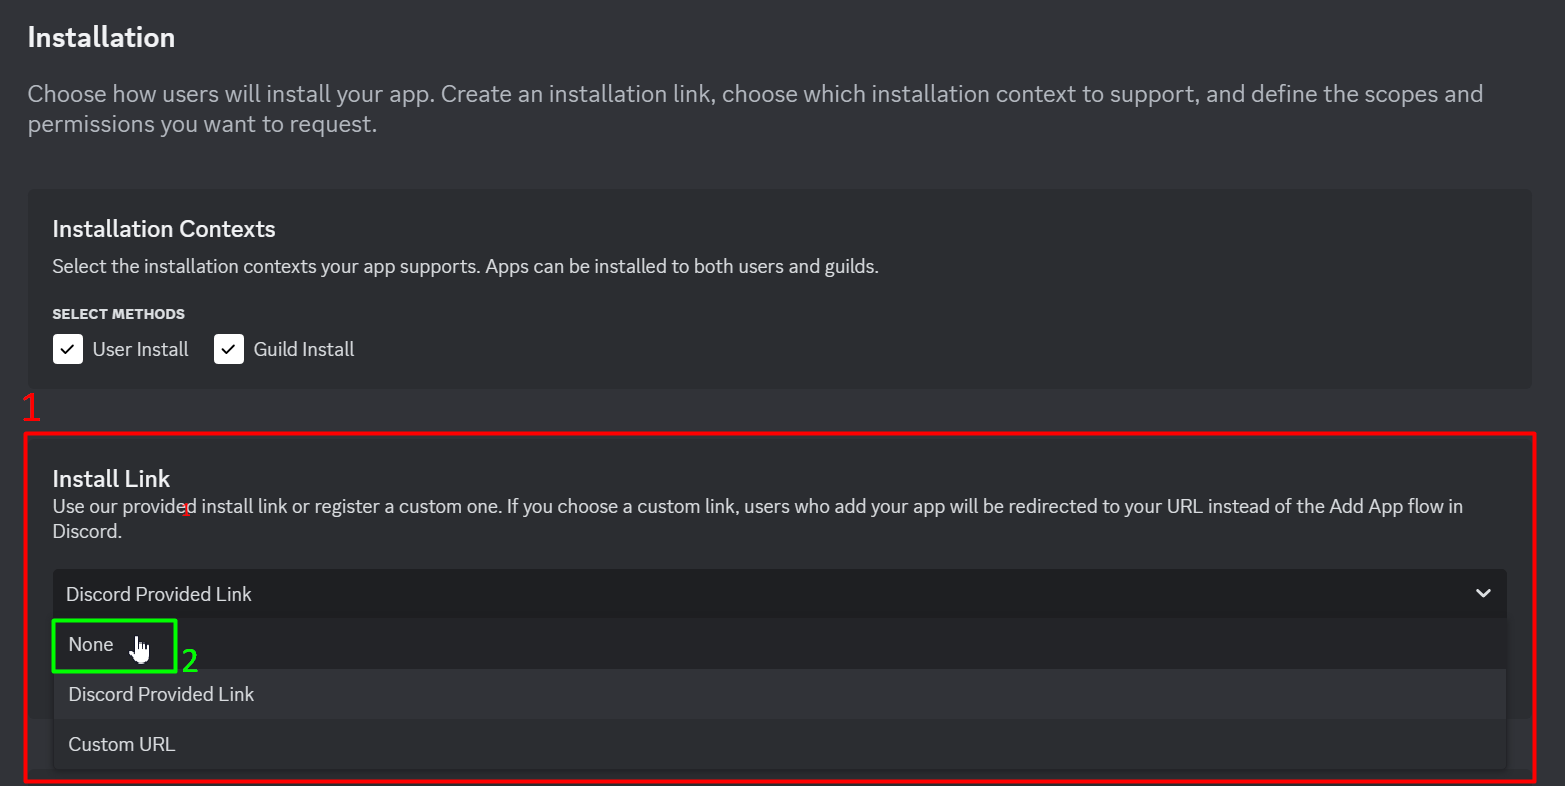 Installation
Choose how users will install your app. Create an installation link, choose which installation context to support, and define the scopes and
permissions you want to request.
Installation Contexts
Select the installation contexts your app supports. Apps can be installed to both users and guilds.
SELECT METHODS
User Install Guild Install
1
Install Link
Use our provided install link or register a custom one. If you choose a custom link, users who add your app will be redirected to your URL instead of the Add App flow in
1
Discord.
Discord Provided Link
None
2
Discord Provided Link
Custom URL